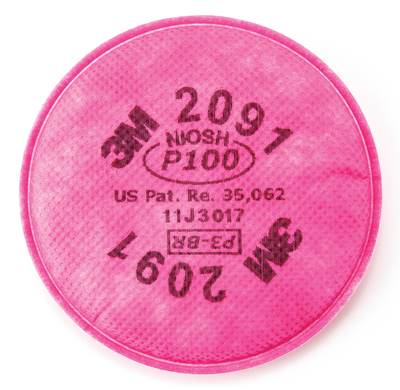 3M 2091
NIOSH
P100
US Pat. Re. 35,062
11J3017
P3-BR
3M 2091